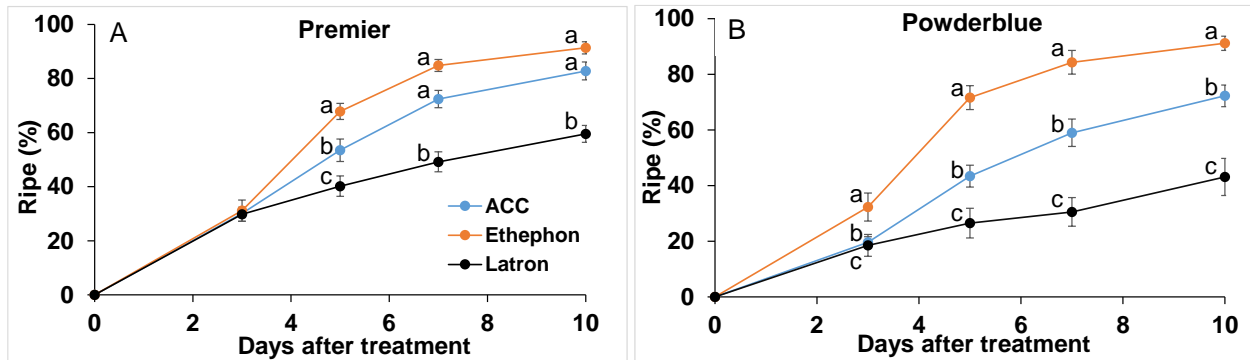 A
Premier
100
80
60
40
20
0
Ripe (%)
a
a
a
a
a
b
b
b
c
ACC
Ethephon
Latron
0 2 4 6 8 10
Days after treatment
B
Powderblue
100
80
60
40
20
0
Ripe (%)
a
a
a
a
b
b
b
b
c
c
c
c
0 2 4 6 8 10
Days after treatment